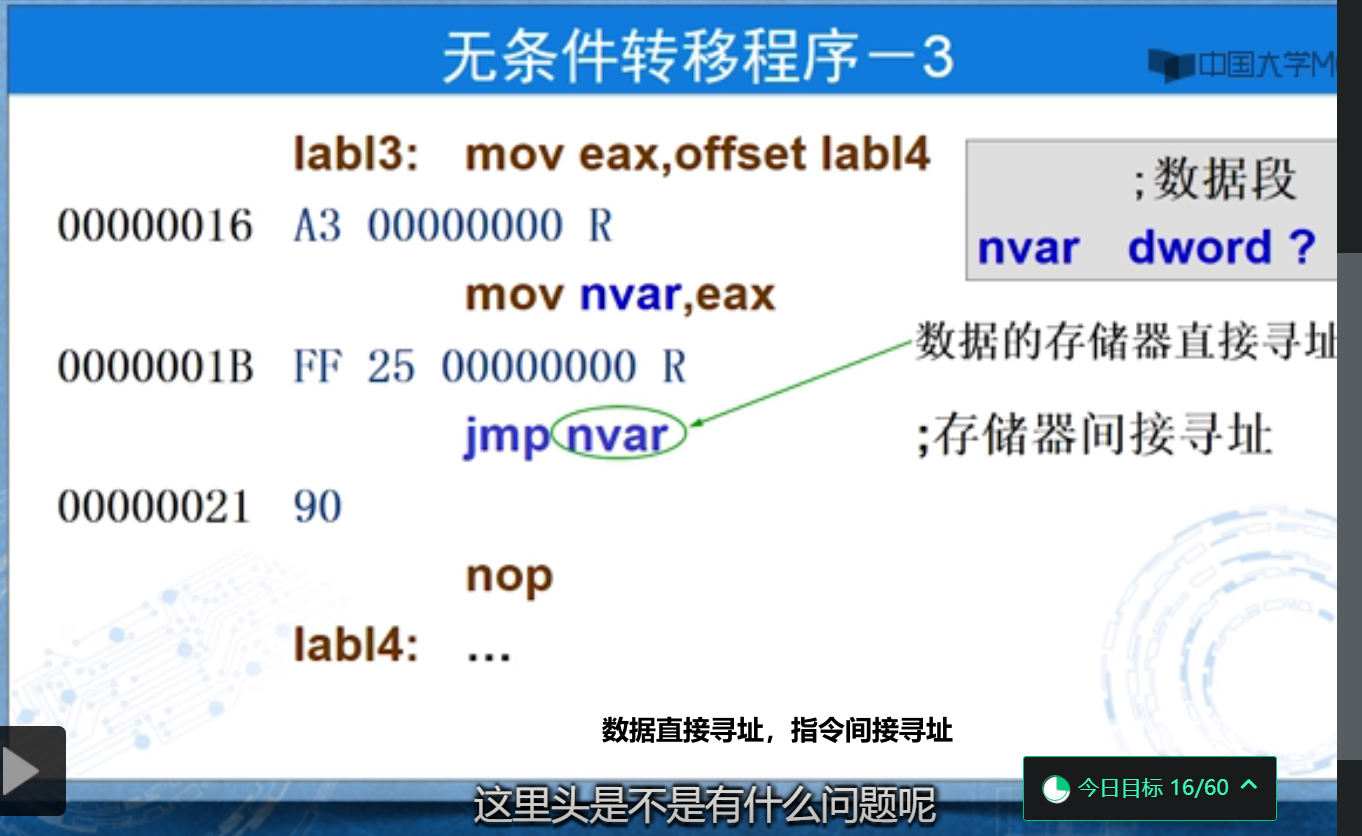 无条件转移程序－3
中国大学M
labl3: mov eax,offset labl4
;数据段
00000016 A3 00000000 R
nvar dword ?
mov nvar,eax
数据的存储器直接寻址
0000001B FF 25 00000000 R
jmp nvar ;存储器间接寻址
00000021 90
nop
labl4: …
数据直接寻址，指令间接寻址
今日目标 16/60
这里头是不是有什么问题呢